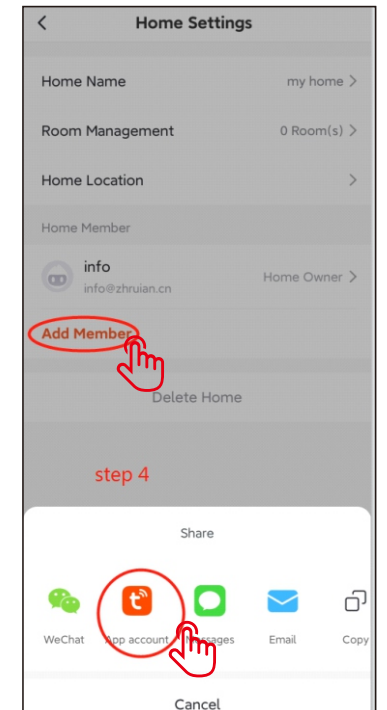 Home Settings
Home Name my home
Room Management 0 Room(s)
Home Location
Home Member
info
info@zhruian.cn Home Owner
Add Member
Delete Home
step 4
Share
WeChat App account Messages Email Copy
Cancel